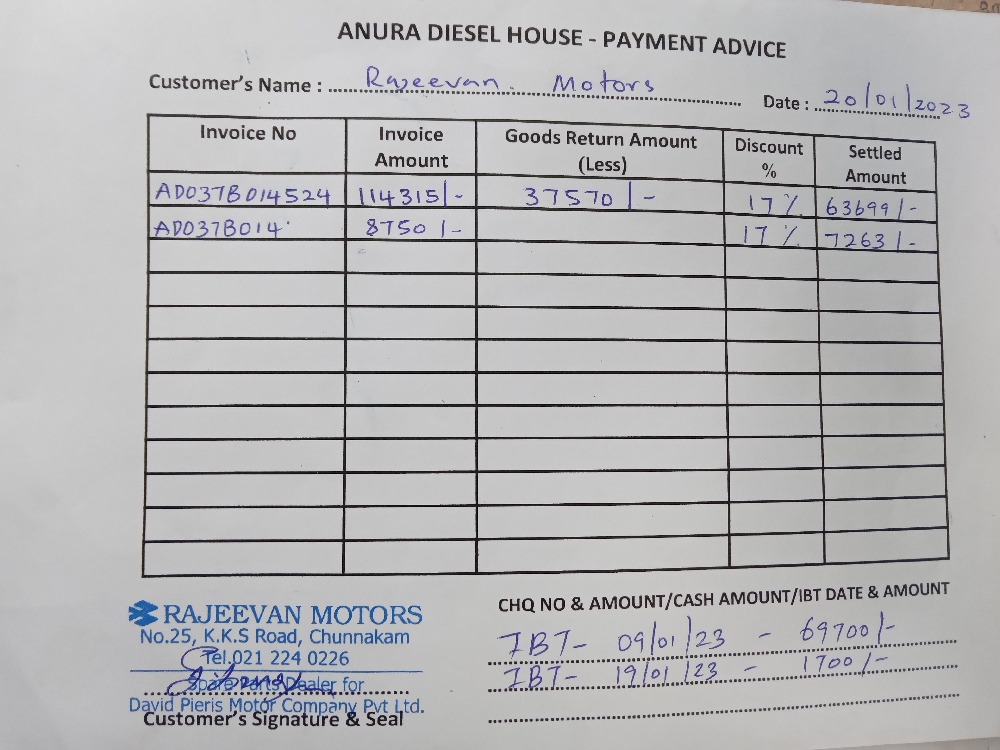 ANURA DIESEL HOUSE - PAYMENT ADVICE
Customer's Name : Rajeevan. Motors
Date : 20/01/2023
Invoice No Invoice Amount Goods Return Amount (Less) Discount % Settled Amount
AD037B014524 114315/- 37570/- 17% 63699/-
AD037B014 8750/- 17% 7263/-
CHQ NO & AMOUNT/CASH AMOUNT/IBT DATE & AMOUNT
IBT- 09/01/23 - 69700/-
IBT- 19/01/23 - 1700/-
RAJEEVAN MOTORS
No.25, K.K.S Road, Chunnakam
Tel.021 224 0226
Spare Parts Dealer for
David Pieris Motor Company Pvt Ltd.
Customer's Signature & Seal